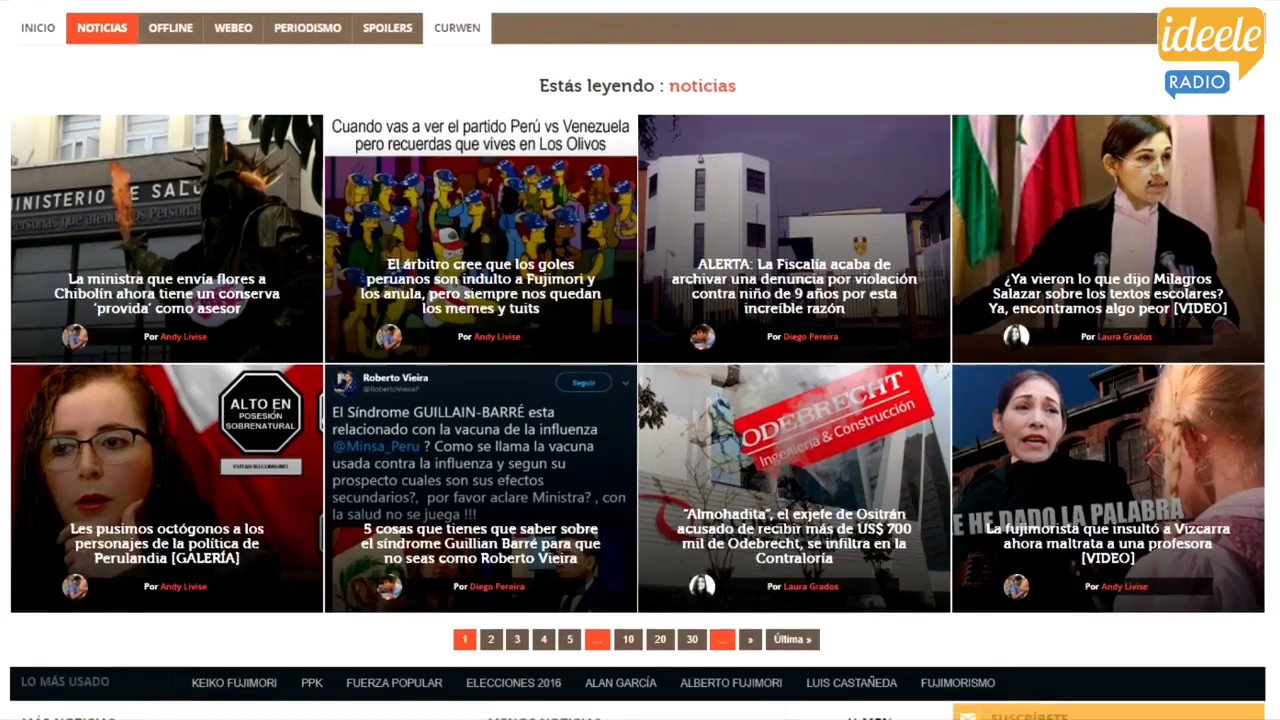 INICIO NOTICIAS OFFLINE WEBEO PERIODISMO SPOILERS CURWEN
ideele
RADIO
Estás leyendo : noticias
MINISTERIO DE SALU
La ministra que envía flores a
Chibolín ahora tiene un conserva
'provida' como asesor
Por Andy Livise
Cuando vas a ver el partido Perú vs Venezuela
pero recuerdas que vives en Los Olivos
El árbitro cree que los goles
peruanos son indulto a Fujimori y
los anula, pero siempre nos quedan
los memes y tuits
Por Andy Livise
ALERTA: La Fiscalía acaba de
archivar una denuncia por violación
contra niño de 9 años por esta
increíble razón
Por Diego Pereira
¿Ya vieron lo que dijo Milagros
Salazar sobre los textos escolares?
Ya, encontramos algo peor [VIDEO]
Por Laura Grados
ALTO EN
POSESIÓN
SOBRENATURAL
Les pusimos octógonos a los
personajes de la política de
Perulandia [GALERÍA]
Por Andy Livise
Roberto Vieira
Seguir
El Síndrome GUILLAIN-BARRÉ esta
relacionado con la vacuna de la influenza
@Minsa_Peru ? Como se llama la vacuna
usada contra la influenza y segun su
prospecto cuales son sus efectos
secundarios?, por favor aclare Ministra? , con
la salud no se juega !!!
5 cosas que tienes que saber sobre
el síndrome Guillian Barré para que
no seas como Roberto Vieira
Por Diego Pereira
ODEBRECHT
Ingeniería & Construcción
"Almohadita", el exjefe de Ositrán
acusado de recibir más de US$ 700
mil de Odebrecht, se infiltra en la
Contraloría
Por Laura Grados
HE DADO LA PALABRA
La fujimorista que insultó a Vizcarra
ahora maltrata a una profesora
[VIDEO]
Por Andy Livise
1 2 3 4 5 ... 10 20 30 ... » Última »
LO MÁS USADO KEIKO FUJIMORI PPK FUERZA POPULAR ELECCIONES 2016 ALAN GARCÍA ALBERTO FUJIMORI LUIS CASTAÑEDA FUJIMORISMO
SUSCRÍBETE